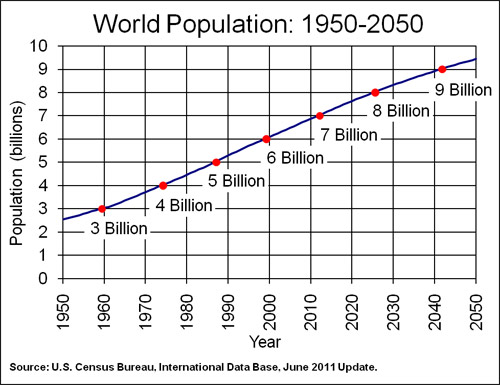 World Population: 1950-2050
Population (billions)
10
9
8
7
6
5
4
3
2
1
0
3 Billion
4 Billion
5 Billion
6 Billion
7 Billion
8 Billion
9 Billion
1950 1960 1970 1980 1990 2000 2010 2020 2030 2040 2050
Year
Source: U.S. Census Bureau, International Data Base, June 2011 Update.